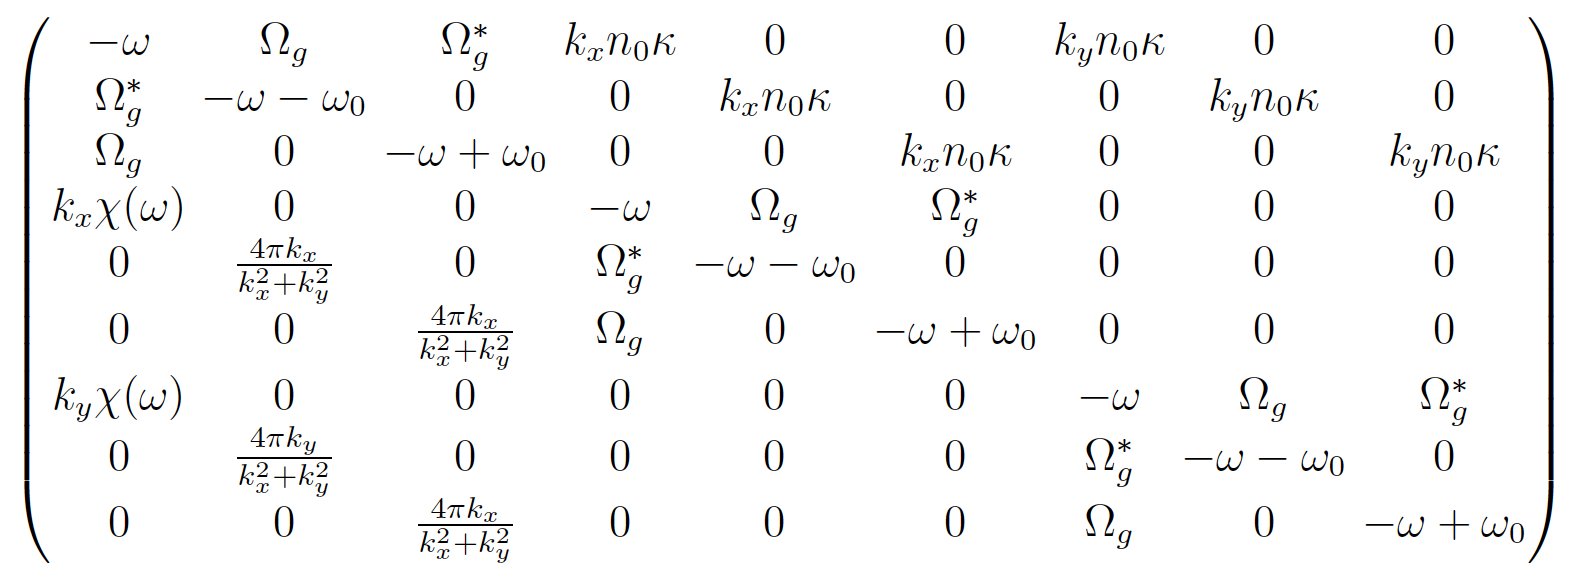 −ω Ω_g Ω_g^* k_x n_0 κ 0 0 k_y n_0 κ 0 0
Ω_g^* −ω − ω_0 0 0 k_x n_0 κ 0 0 k_y n_0 κ 0
Ω_g 0 −ω + ω_0 0 0 k_x n_0 κ 0 0 k_y n_0 κ
k_x χ(ω) 0 0 −ω Ω_g Ω_g^* 0 0 0
0 \frac{4πk_x}{k_x^2+k_y^2} 0 Ω_g^* −ω − ω_0 0 0 0 0
0 0 \frac{4πk_x}{k_x^2+k_y^2} Ω_g 0 −ω + ω_0 0 0 0
k_y χ(ω) 0 0 0 0 0 −ω Ω_g Ω_g^*
0 \frac{4πk_y}{k_x^2+k_y^2} 0 0 0 0 Ω_g^* −ω − ω_0 0
0 0 \frac{4πk_x}{k_x^2+k_y^2} 0 0 0 Ω_g 0 −ω + ω_0